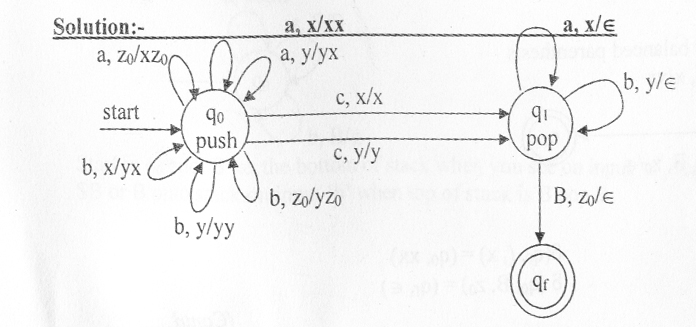 Solution:- a, x/xx a, x/∈
a, z₀/xz₀ a, y/yx
b, y/∈
c, x/x
start q₀ q₁
push pop
c, y/y
b, x/yx
b, z₀/yz₀ B, z₀/∈
b, y/yy
q_f